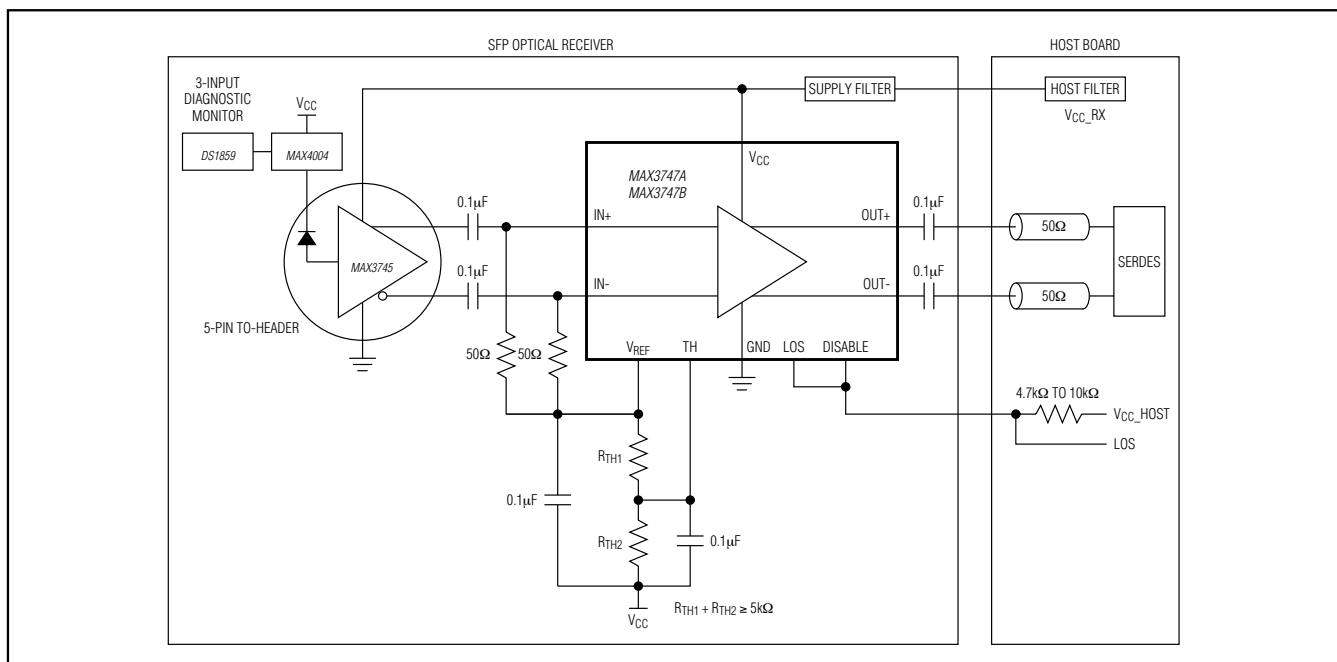 SFP OPTICAL RECEIVER
HOST BOARD
3-INPUT
DIAGNOSTIC
MONITOR
VCC
SUPPLY FILTER
HOST FILTER
VCC_RX
DS1859
MAX4004
VCC
MAX3747A
MAX3747B
0.1µF
IN+
OUT+
0.1µF
50Ω
MAX3745
SERDES
0.1µF
IN-
OUT-
0.1µF
50Ω
5-PIN TO-HEADER
50Ω
50Ω
VREF
TH
GND
LOS
DISABLE
4.7kΩ TO 10kΩ
VCC_HOST
LOS
RTH1
0.1µF
RTH2
0.1µF
VCC
RTH1 + RTH2 ≥ 5kΩ